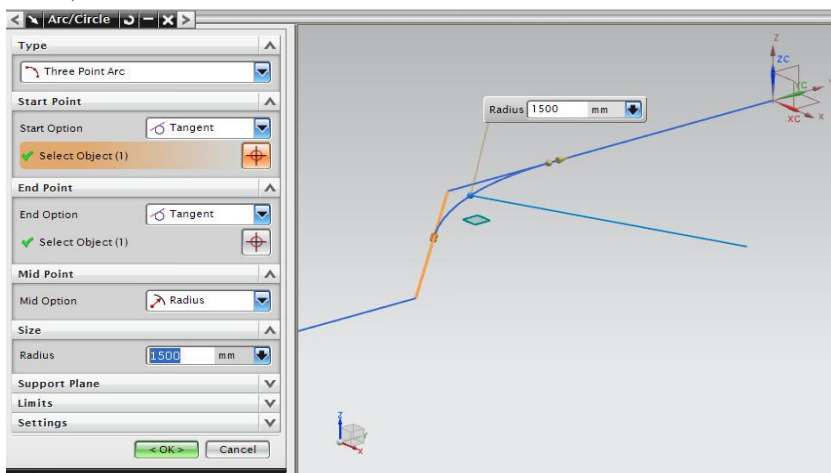 Arc/Circle
Type
Three Point Arc
Start Point
Start Option Tangent
Select Object (1)
End Point
End Option Tangent
Select Object (1)
Mid Point
Mid Option Radius
Size
Radius 1500 mm
Support Plane
Limits
Settings
< OK > Cancel
Radius 1500 mm
Z
ZC
YC
XC X
Z
Y
X